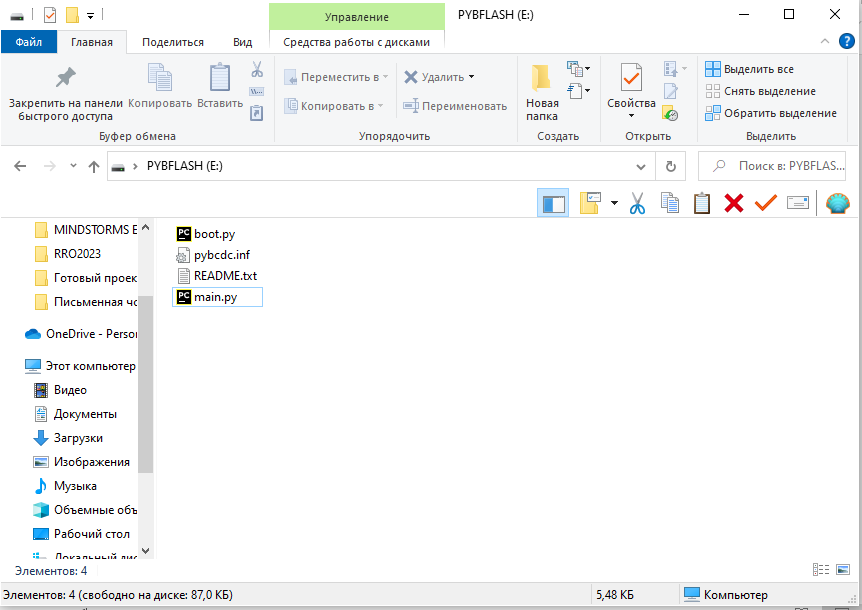 Управление
PYBFLASH (E:)
Файл
Главная
Поделиться
Вид
Средства работы с дисками
Закрепить на панели
быстрого доступа
Копировать
Вставить
Переместить в
Копировать в
Удалить
Переименовать
Новая
папка
Свойства
Выделить все
Снять выделение
Обратить выделение
Буфер обмена
Упорядочить
Создать
Открыть
Выделить
PYBFLASH (E:)
Поиск в: PYBFLAS...
MINDSTORMS E
RRO2023
Готовый проек
Письменная чс
OneDrive - Person
Этот компьютер
Видео
Документы
Загрузки
Изображения
Музыка
Объемные объ
Рабочий стол
Локальный дис
PC boot.py
pybcdc.inf
README.txt
PC main.py
Элементов: 4
Элементов: 4 (свободно на диске: 87,0 КБ)
5,48 КБ
Компьютер